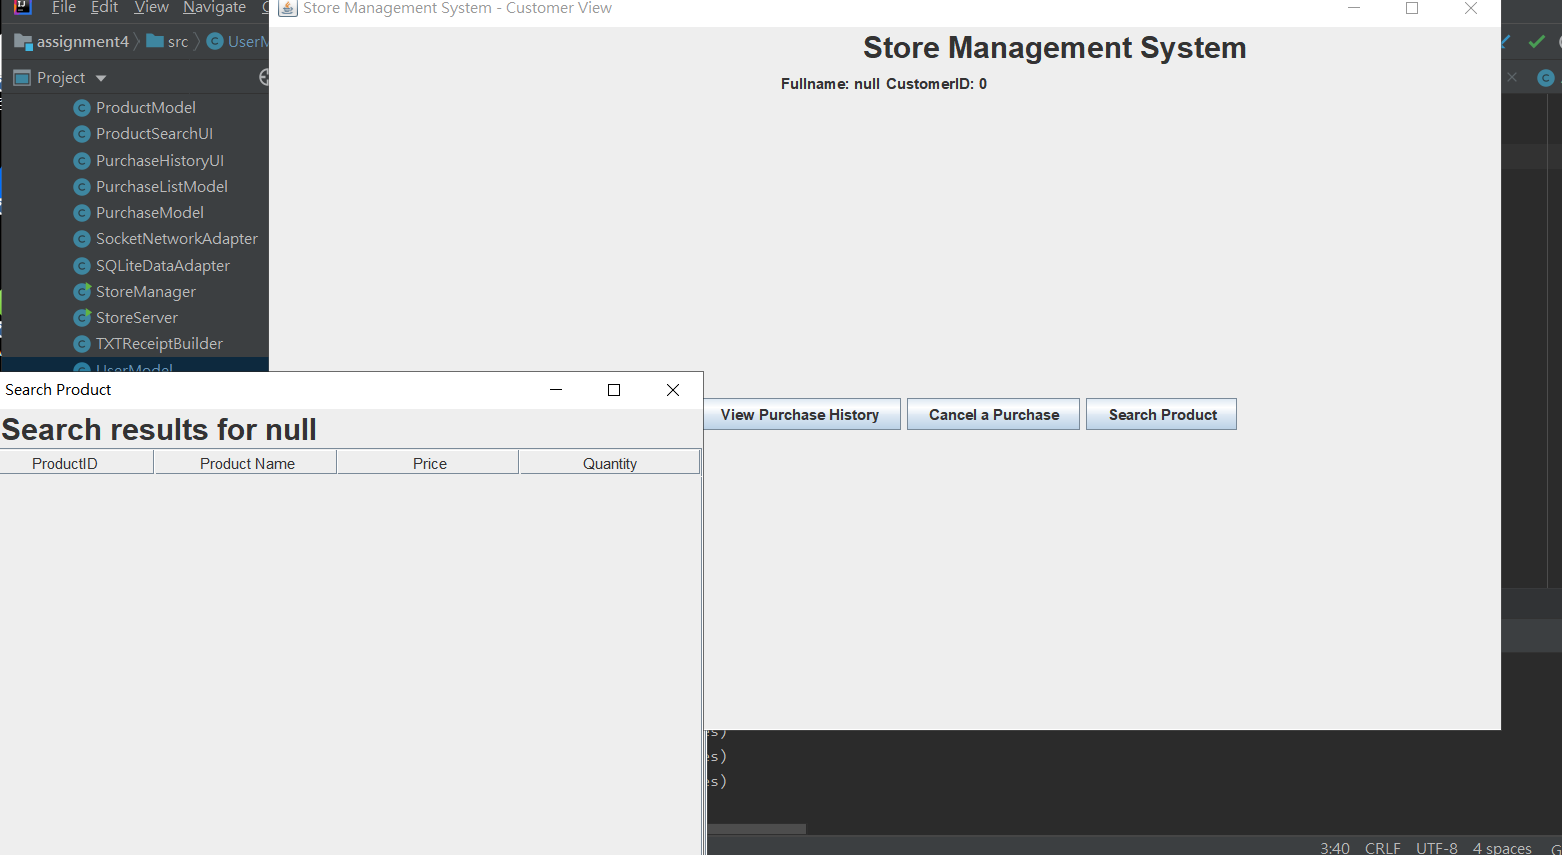 File Edit View Navigate
Store Management System - Customer View
assignment4 src
Project
ProductModel
ProductSearchUI
PurchaseHistoryUI
PurchaseListModel
PurchaseModel
SocketNetworkAdapter
SQLiteDataAdapter
StoreManager
StoreServer
TXTReceiptBuilder
UserModel
Store Management System
Fullname: null CustomerID: 0
View Purchase History Cancel a Purchase Search Product
Search Product
Search results for null
ProductID Product Name Price Quantity
3:40 CRLF UTF-8 4 spaces